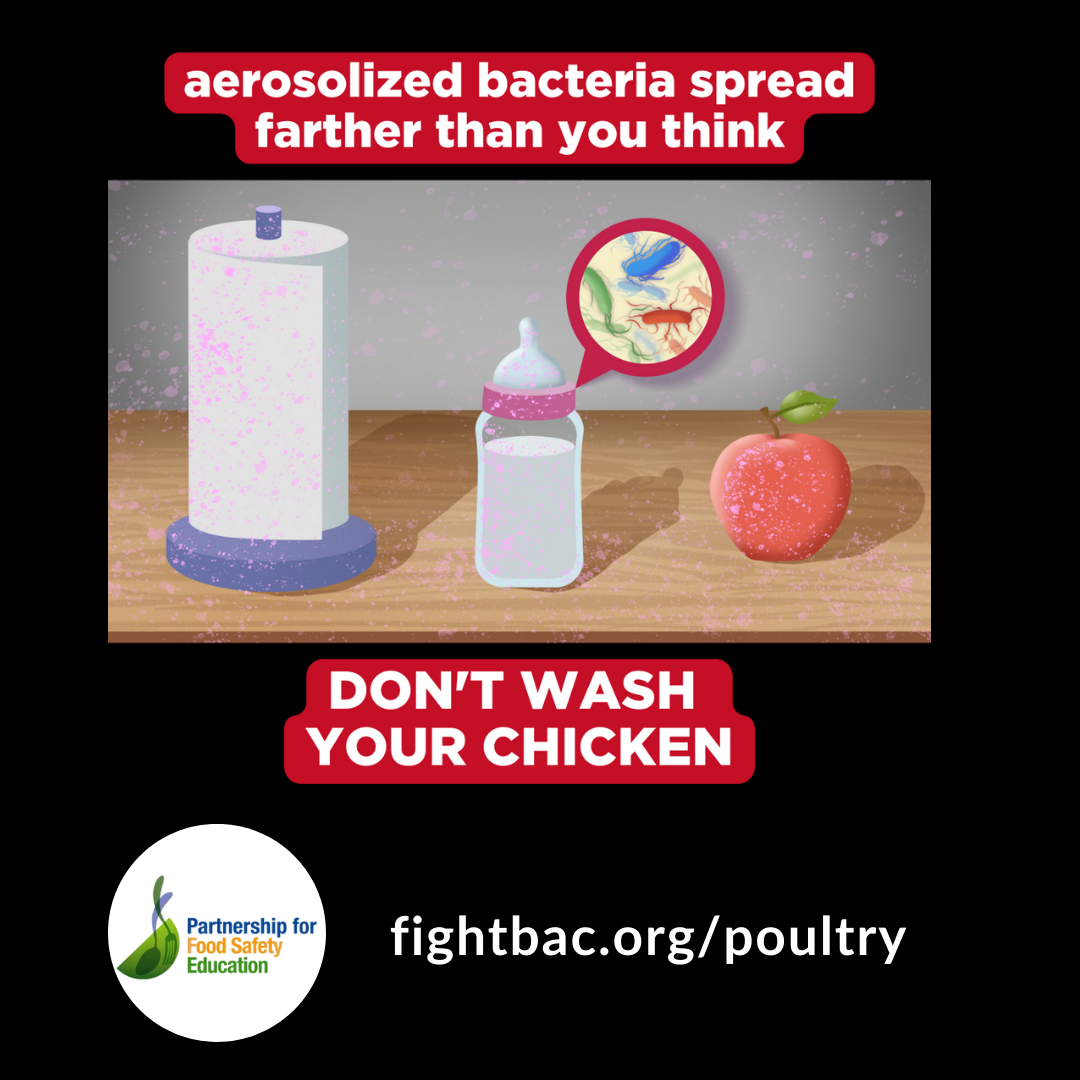 aerosolized bacteria spread
farther than you think
DON'T WASH
YOUR CHICKEN
Partnership for
Food Safety
Education
fightbac.org/poultry